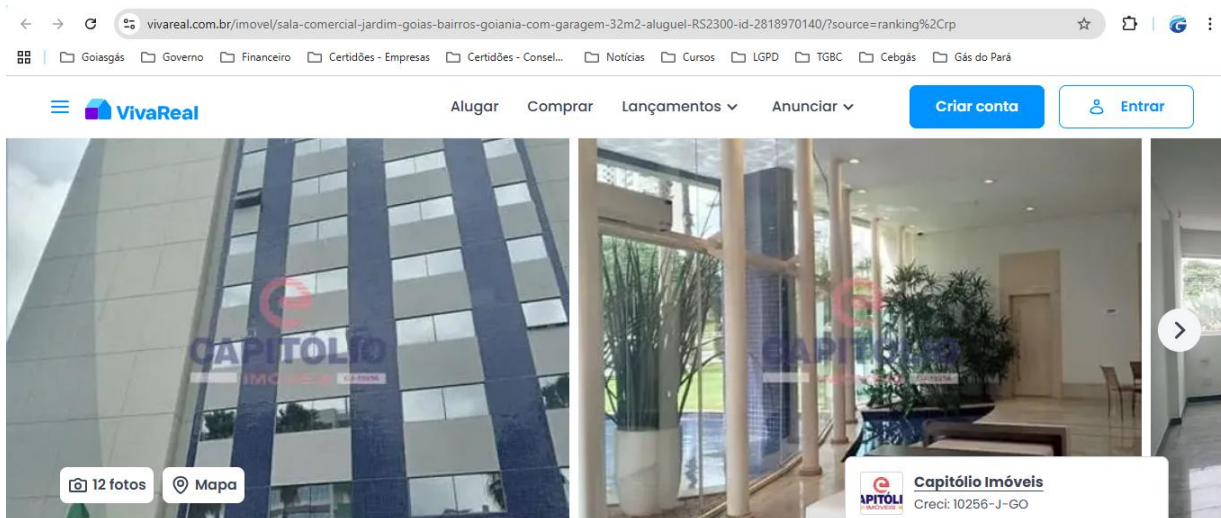 vivareal.com.br/imovel/sala-comercial-jardim-goias-bairros-goiania-com-garagem-32m2-aluguel-RS2300-id-2818970140/?source=ranking%2Crp
Goiasgás Governo Financeiro Certidões - Empresas Certidões - Consel... Notícias Cursos LGPD TGBC Cebgás Gás do Pará
VivaReal Alugar Comprar Lançamentos Anunciar Criar conta Entrar
CAPITÓLIO CAPITÓLIO
IMÓVEIS IMÓVEIS
12 fotos Mapa
Capitólio Imóveis
Creci: 10256-J-GO